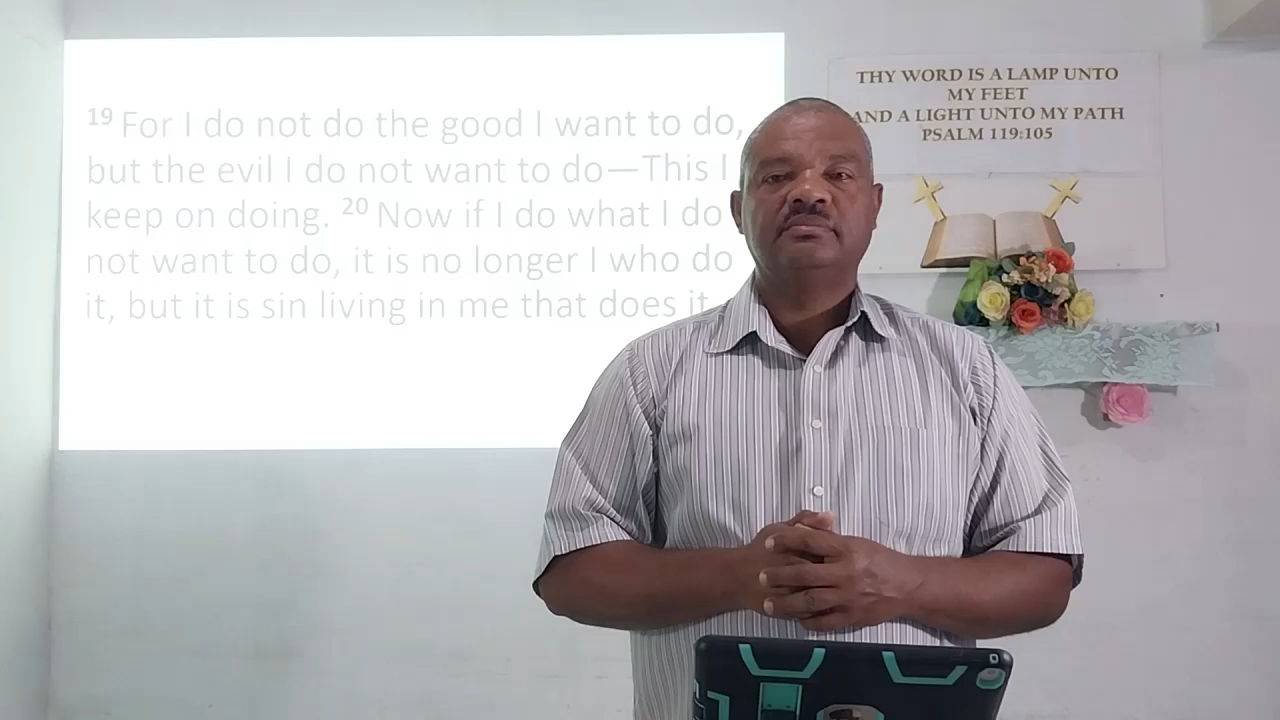 19 For I do not do the good I want to do,
but the evil I do not want to do—This I
keep on doing. 20 Now if I do what I do
not want to do, it is no longer I who do
it, but it is sin living in me that does it
THY WORD IS A LAMP UNTO
MY FEET
AND A LIGHT UNTO MY PATH
PSALM 119:105